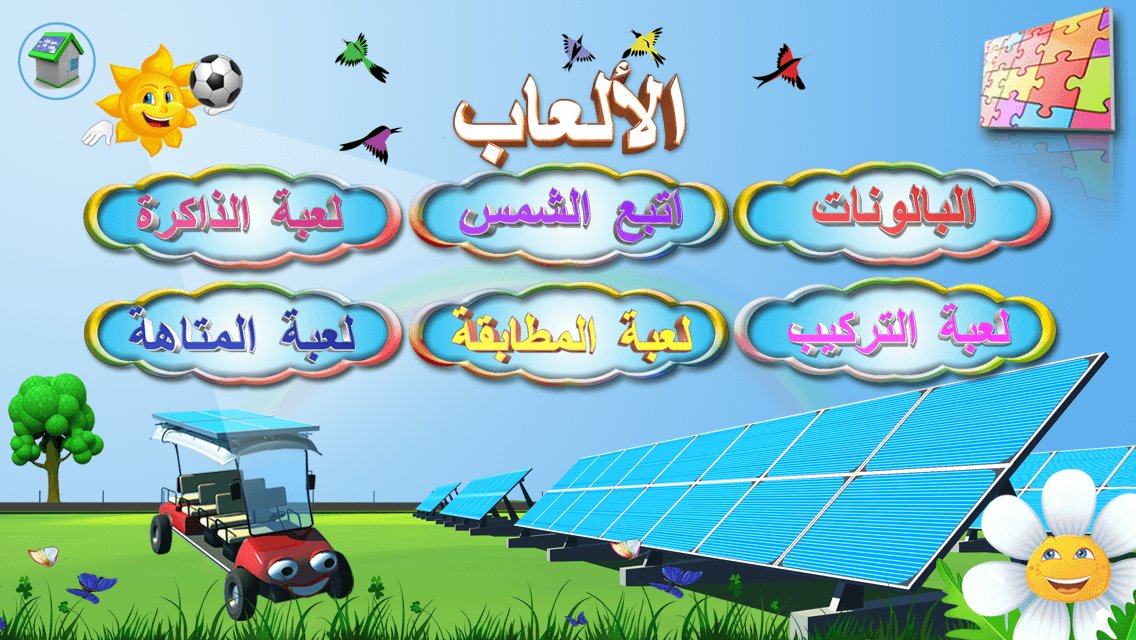 الألعاب
البالونات
اتبع الشمس
لعبة الذاكرة
لعبة التركيب
لعبة المطابقة
لعبة المتاهة